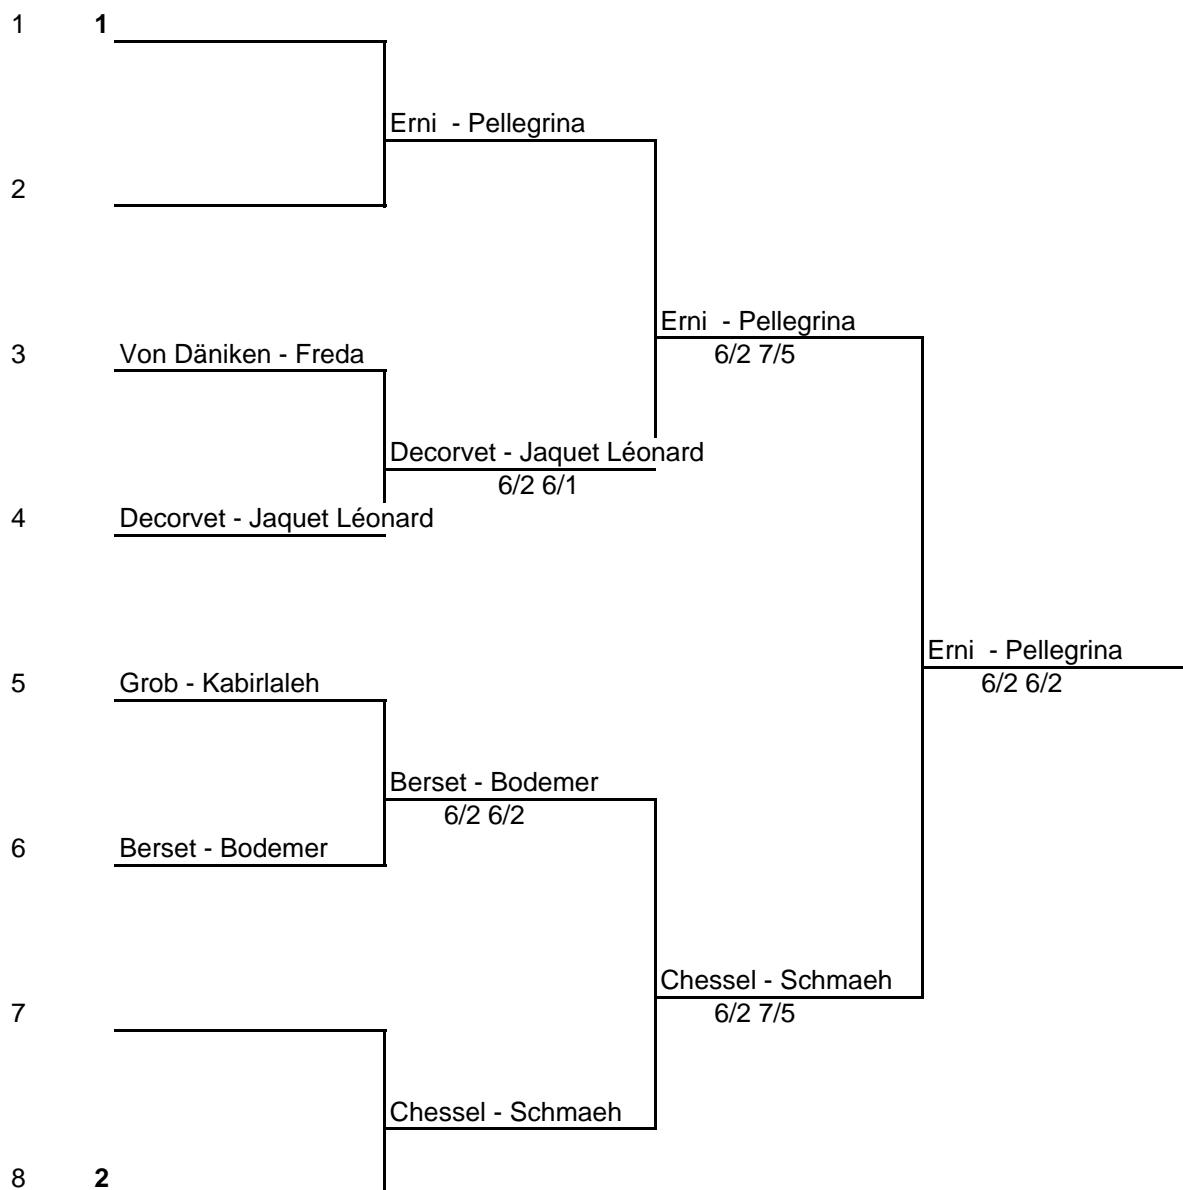 1 1
Erni - Pellegrina
2
Erni - Pellegrina
3 Von Däniken - Freda 6/2 7/5
Decorvet - Jaquet Léonard
6/2 6/1
4 Decorvet - Jaquet Léonard
Erni - Pellegrina
5 Grob - Kabirlaleh 6/2 6/2
Berset - Bodemer
6/2 6/2
6 Berset - Bodemer
Chessel - Schmaeh
7 6/2 7/5
Chessel - Schmaeh
8 2